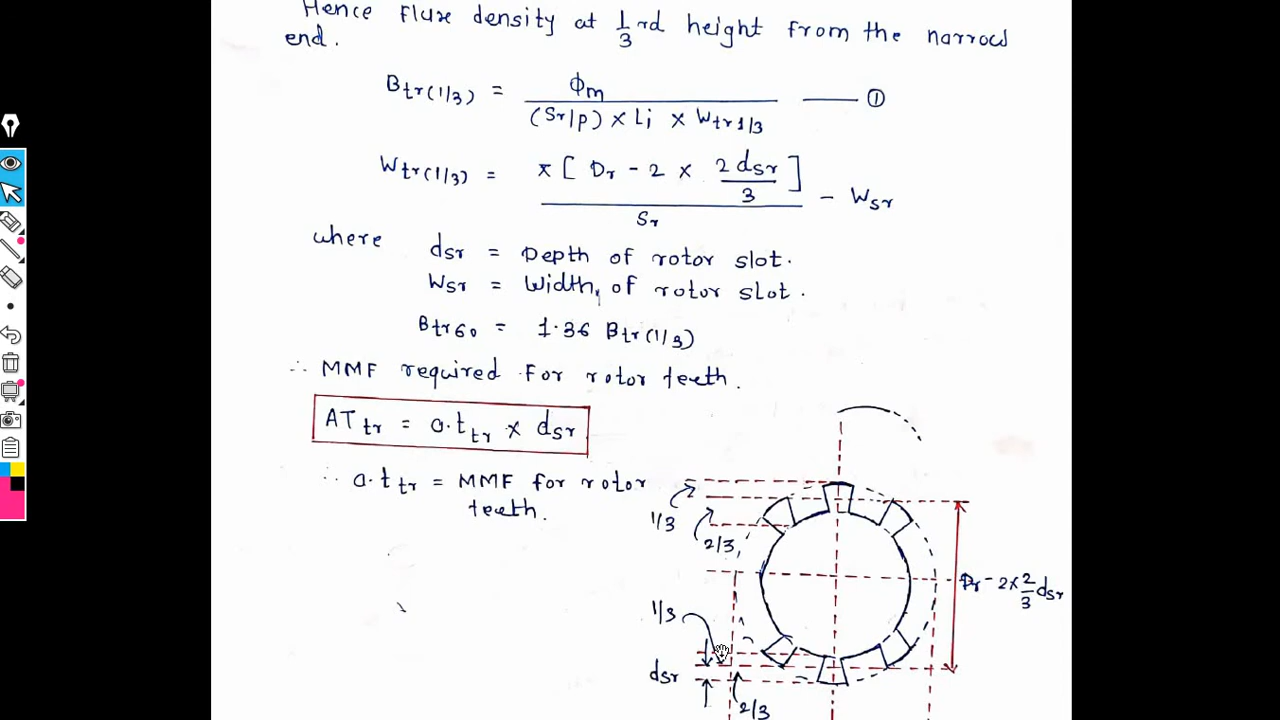 Hence flux density at 1/3 rd height from the narrow
end.
Btr(1/3) = Φm / (Sr/p) × Li × Wtr1/3 —— ①
Wtr(1/3) = π [ Dr - 2 × 2dsr/3 ] / Sr - Wsr
where dsr = Depth of rotor slot.
Wsr = Width, of rotor slot.
Btr60 = 1.36 Btr(1/3)
∴ MMF required for rotor teeth.
ATtr = a.ttr × dsr
∴ a.ttr = MMF for rotor
teeth.
1/3
2/3
Dr - 2×2/3 dsr
1/3
dsr
2/3